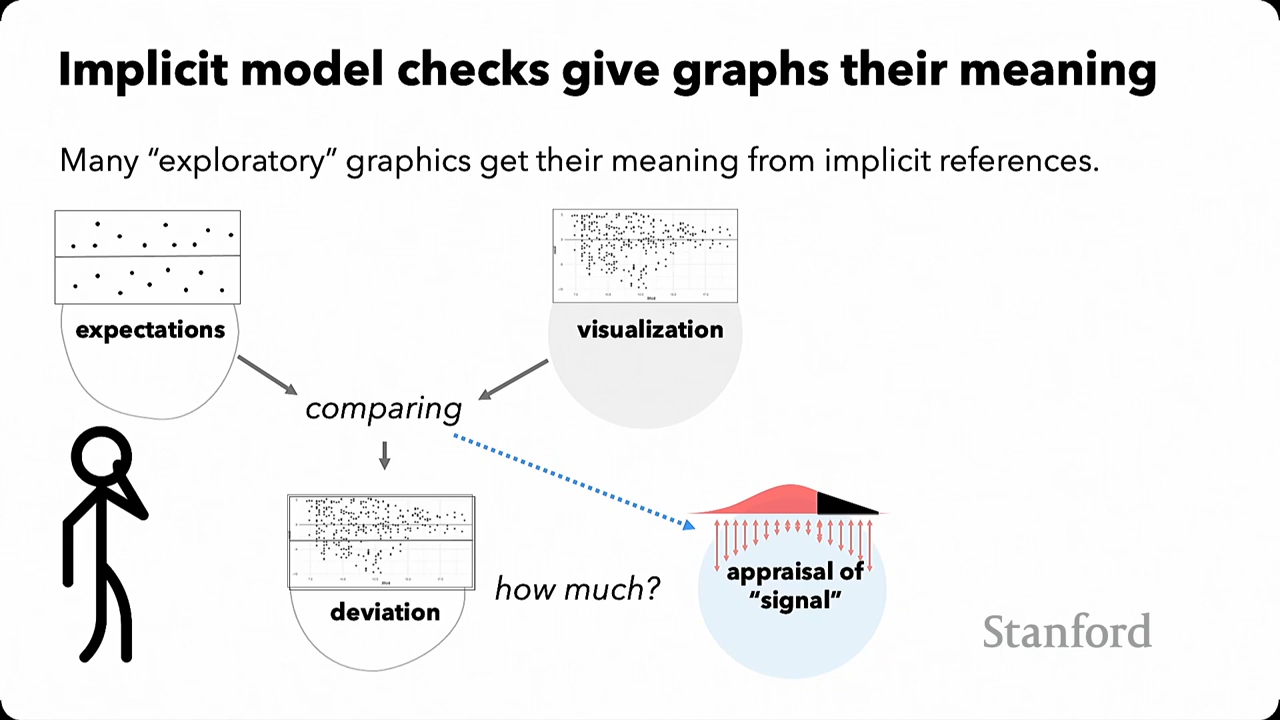 Implicit model checks give graphs their meaning
Many “exploratory” graphics get their meaning from implicit references.
expectations
visualization
comparing
deviation
how much?
appraisal of
“signal”
Stanford